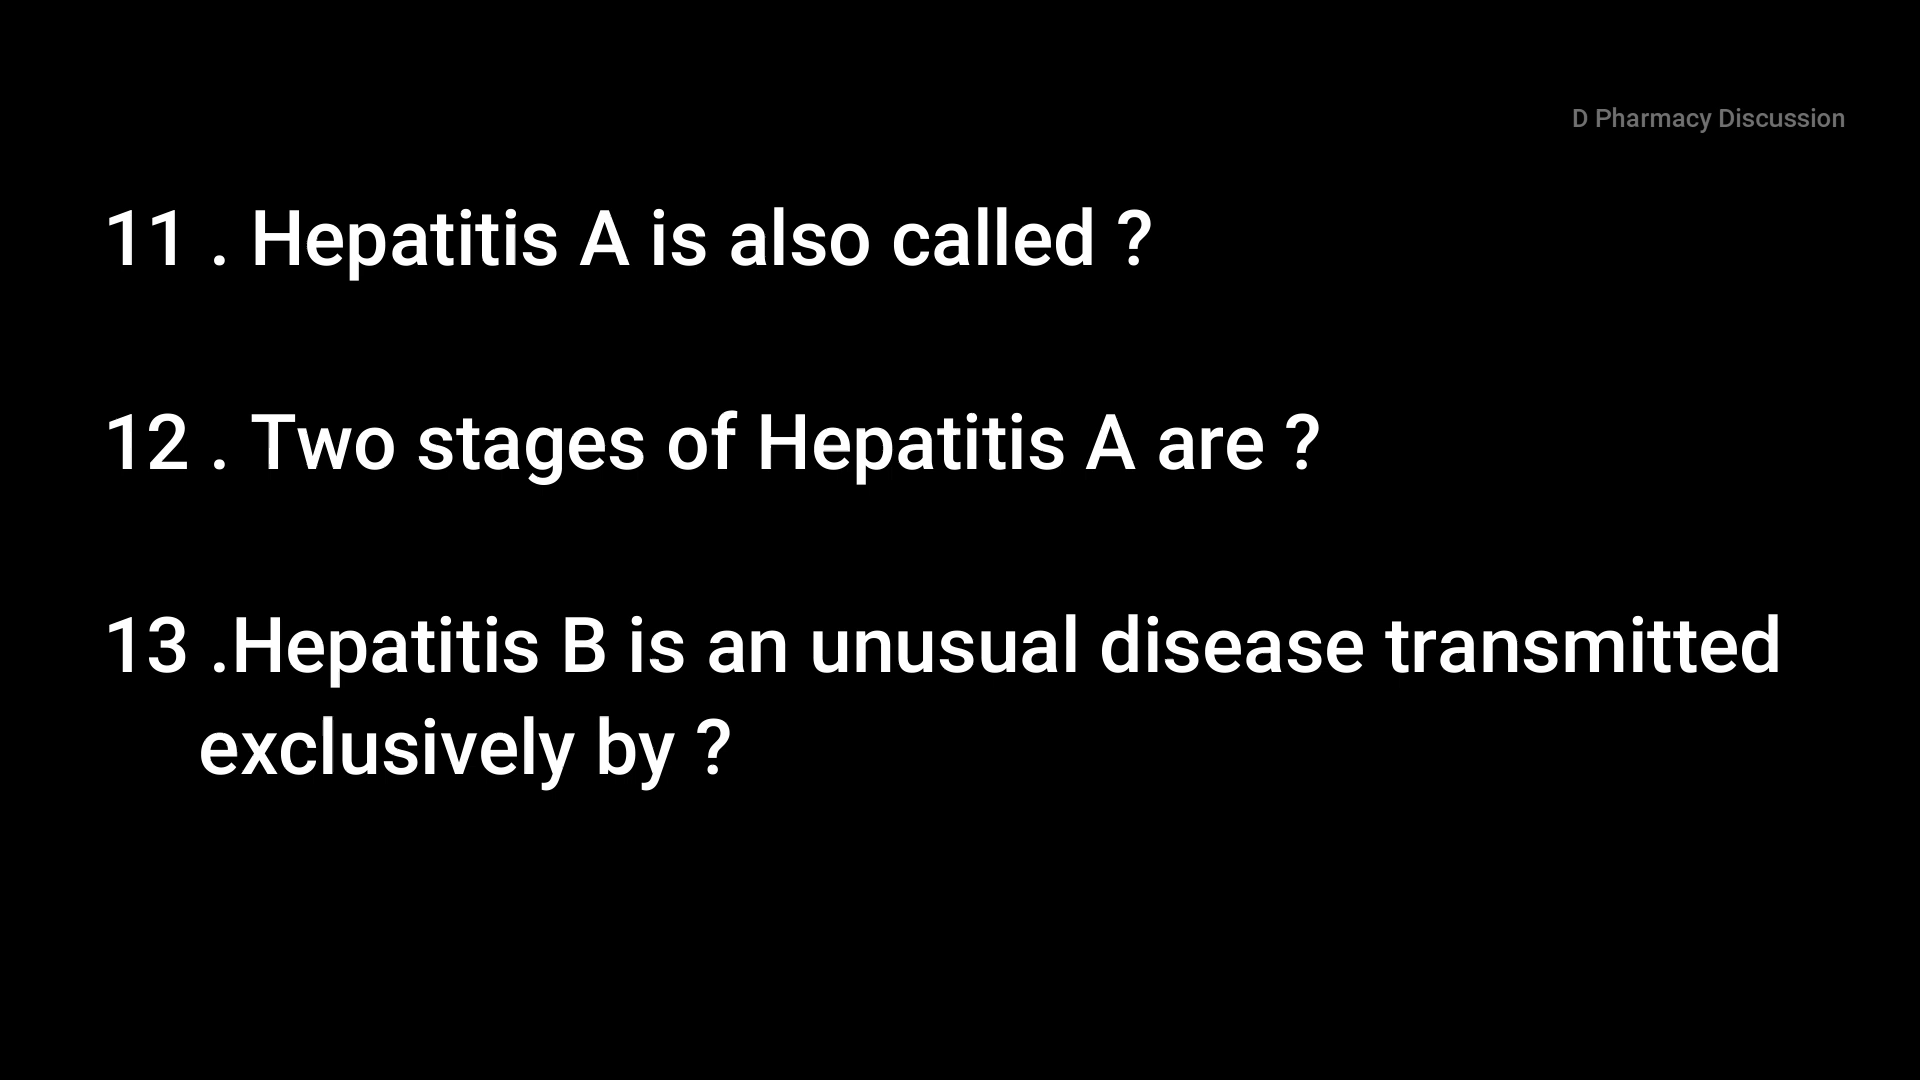 D Pharmacy Discussion
11 . Hepatitis A is also called ?
12 . Two stages of Hepatitis A are ?
13 .Hepatitis B is an unusual disease transmitted
exclusively by ?